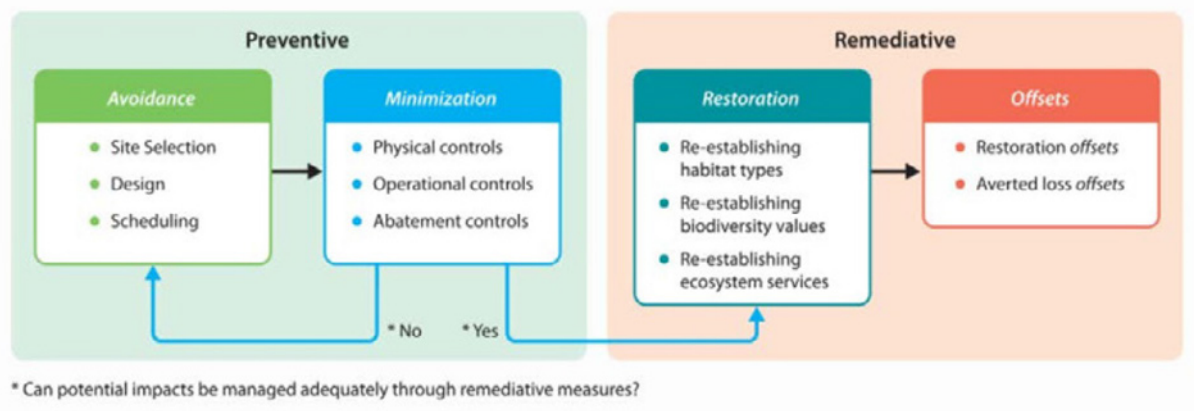 Preventive
Remediative
Avoidance
Site Selection
Design
Scheduling
Minimization
Physical controls
Operational controls
Abatement controls
Restoration
Re-establishing
habitat types
Re-establishing
biodiversity values
Re-establishing
ecosystem services
Offsets
Restoration offsets
Averted loss offsets
* No
* Yes
* Can potential impacts be managed adequately through remediative measures?